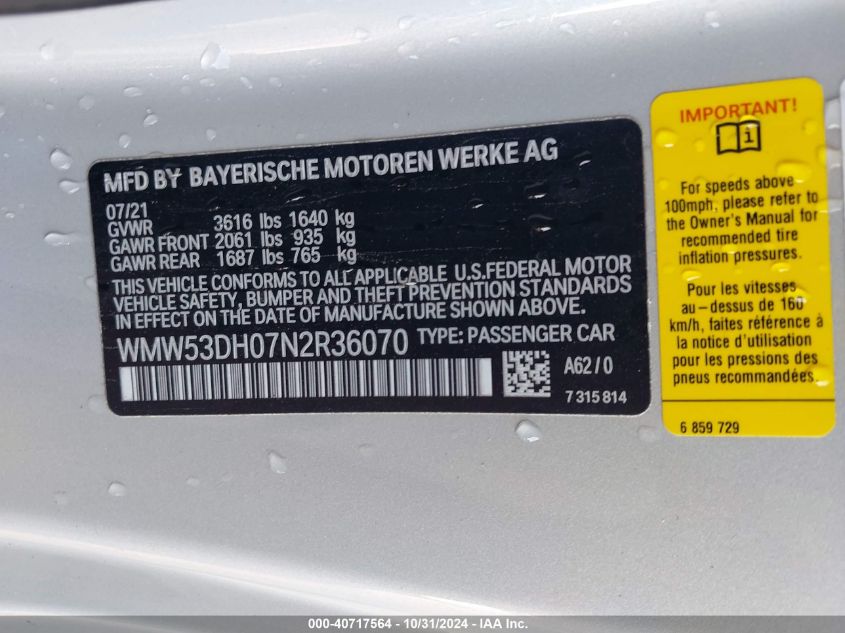 MFD BY BAYERISCHE MOTOREN WERKE AG
07/21
GVWR 3616 lbs 1640 kg
GAWR FRONT 2061 lbs 935 kg
GAWR REAR 1687 lbs 765 kg
THIS VEHICLE CONFORMS TO ALL APPLICABLE U.S.FEDERAL MOTOR
VEHICLE SAFETY, BUMPER AND THEFT PREVENTION STANDARDS
IN EFFECT ON THE DATE OF MANUFACTURE SHOWN ABOVE.
WMW53DH07N2R36070 TYPE: PASSENGER CAR
A62/0
7 315 814
IMPORTANT!
For speeds above
100mph, please refer to
the Owner's Manual for
recommended tire
inflation pressures.
Pour les vitesses
au-dessus de 160
km/h, faites référence à
la notice d'utilisation
pour les pressions des
pneus recommandées.
6 859 729
000-40717564 - 10/31/2024 - IAA Inc.